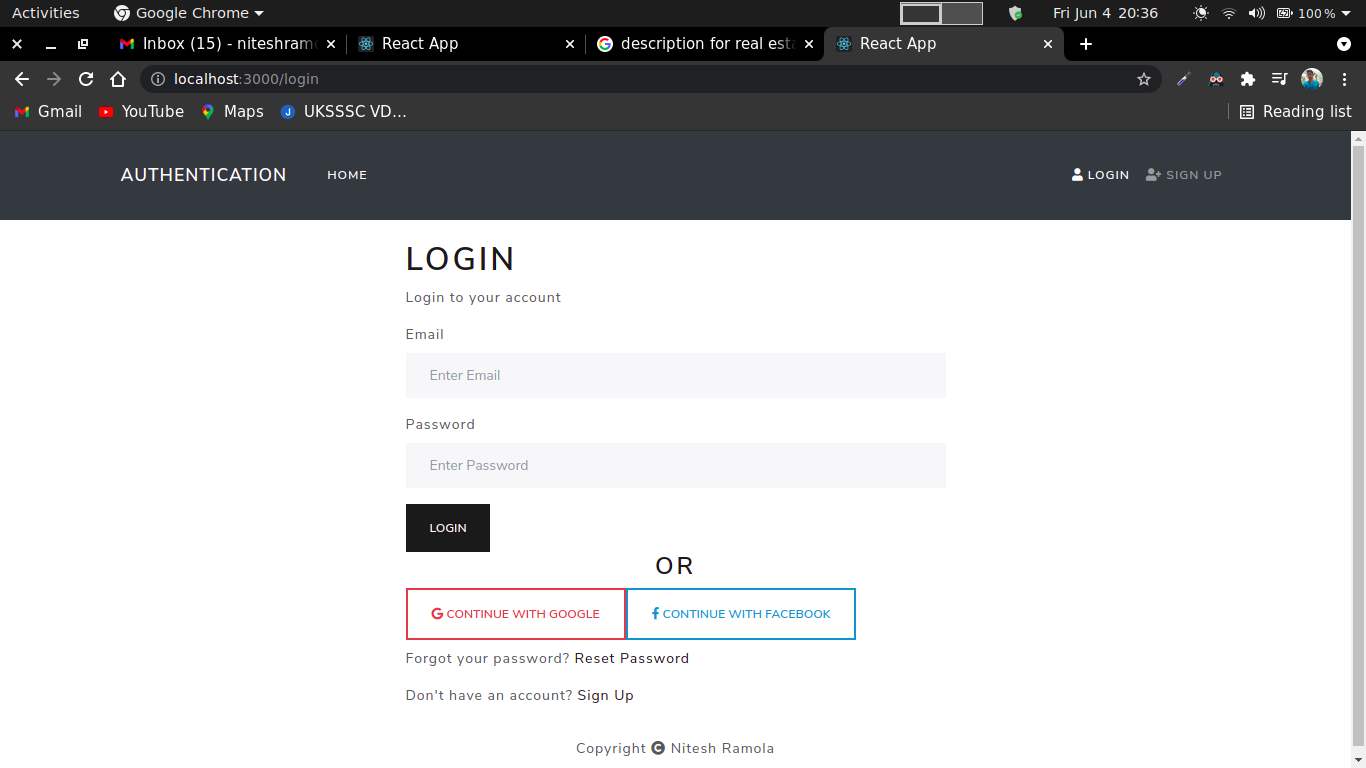 Activities Google Chrome Fri Jun 4 20:36 100 %
Inbox (15) - niteshram React App description for real esta React App
localhost:3000/login
Gmail YouTube Maps UKSSSC VD... Reading list
AUTHENTICATION HOME LOGIN SIGN UP
LOGIN
Login to your account
Email
Enter Email
Password
Enter Password
LOGIN
OR
CONTINUE WITH GOOGLE CONTINUE WITH FACEBOOK
Forgot your password? Reset Password
Don't have an account? Sign Up
Copyright Nitesh Ramola